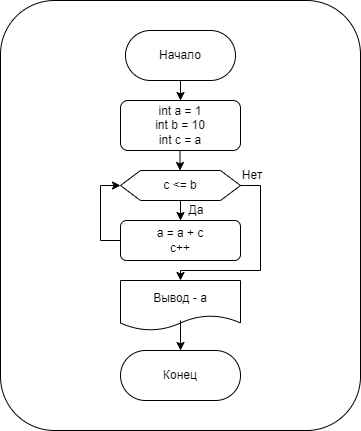 Начало
int a = 1
int b = 10
int c = a
c <= b
Нет
Да
a = a + c
c++
Вывод - a
Конец